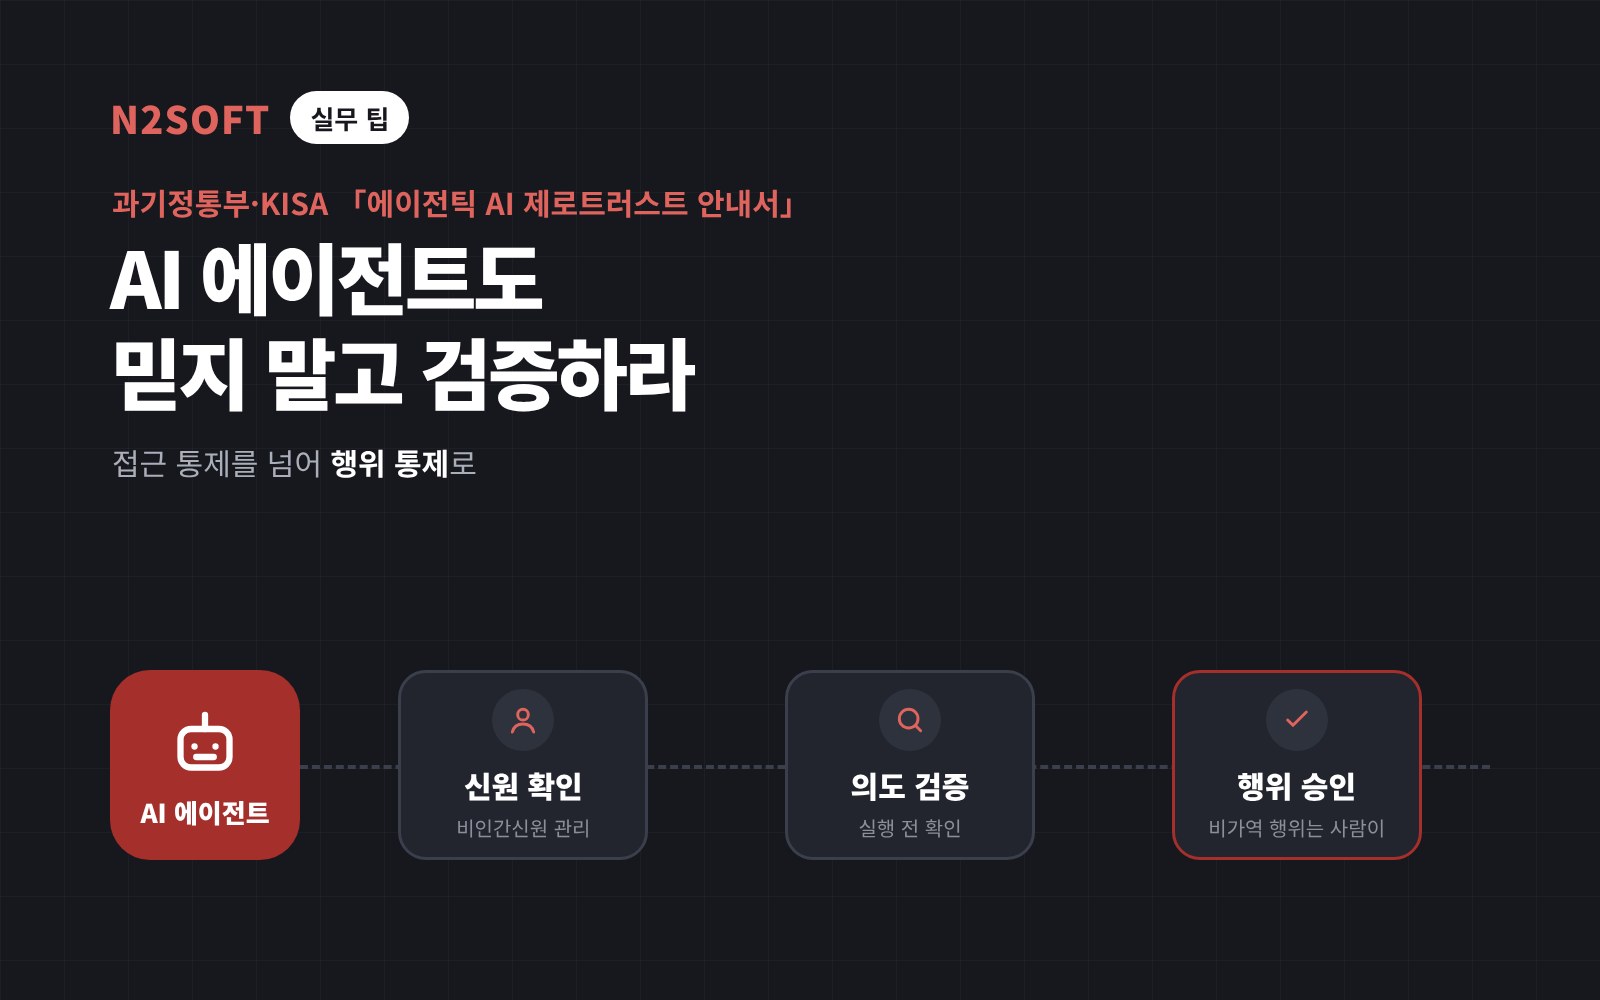 N2SOFT 실무 팁
과기정통부·KISA 「에이전틱 AI 제로트러스트 안내서」
AI 에이전트도
믿지 말고 검증하라
접근 통제를 넘어 행위 통제로
AI 에이전트
신원 확인
비인간신원 관리
의도 검증
실행 전 확인
행위 승인
비가역 행위는 사람이